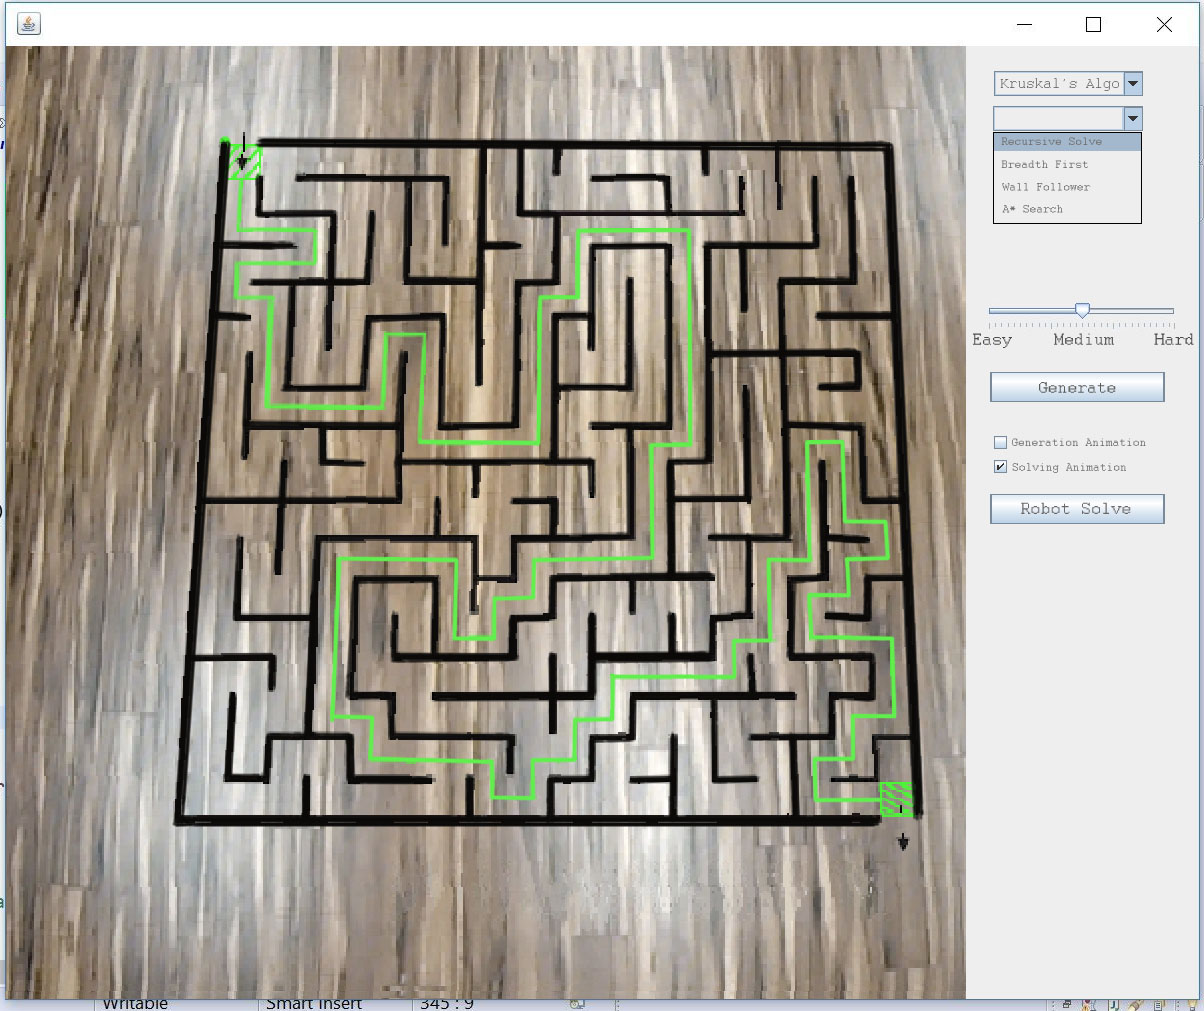 Kruskal's Algo
Recursive Solve
Breadth First
Wall Follower
A* Search
Easy
Medium
Hard
Generate
Generation Animation
Solving Animation
Robot Solve
Writable
Smart Insert
345 : 9